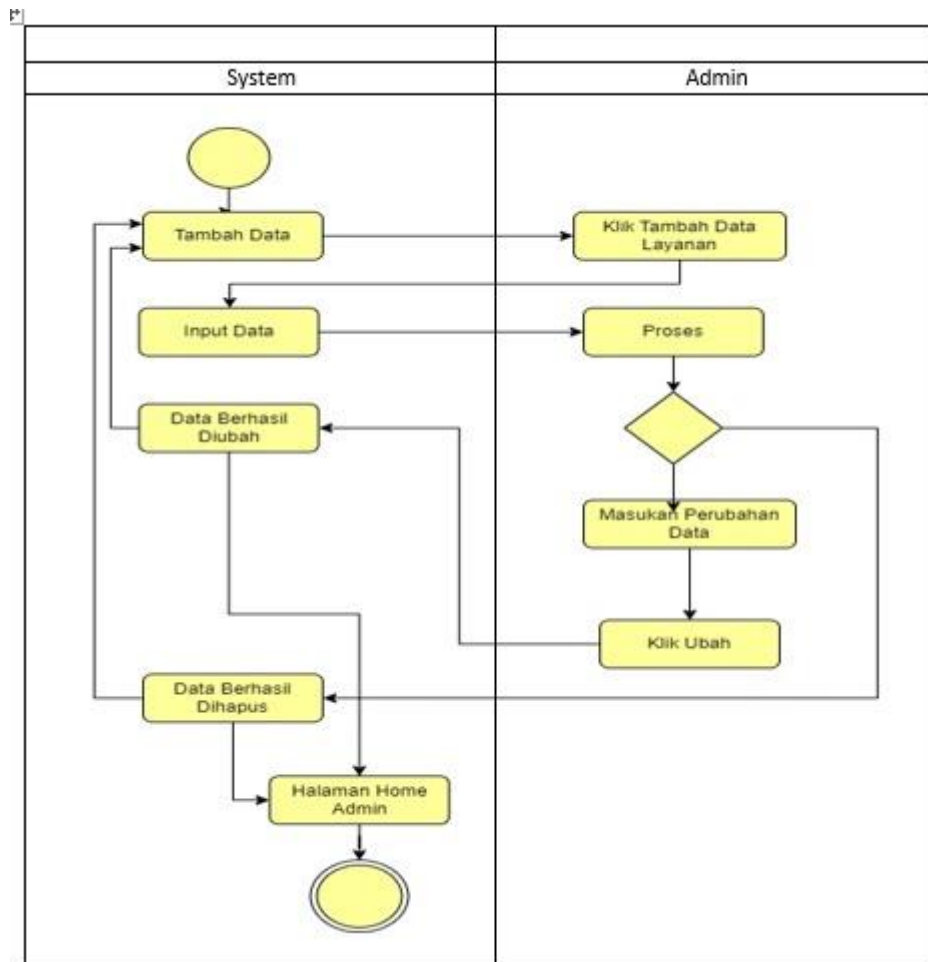 System
Admin
Tambah Data
Klik Tambah Data
Layanan
Input Data
Proses
Data Berhasil
Diubah
Masukan Perubahan
Data
Klik Ubah
Data Berhasil
Dihapus
Halaman Home
Admin